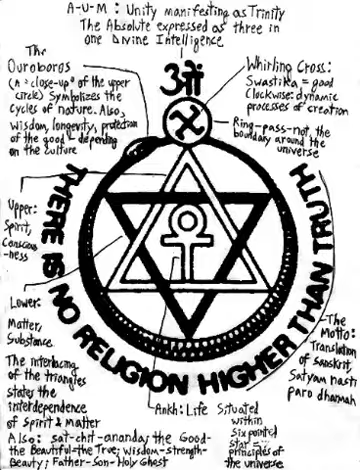 A-U-M : Unity manifesting as Trinity
The Absolute expressed as three in
one Divine Intelligence
The
Ouroboros
(A "close-up" of the upper
circle) Symbolizes the
cycles of nature. Also,
wisdom, longevity, protection
of the good - depending
on the culture
ओं
Whirling Cross:
Swastika = good
Clockwise: dynamic
processes of creation
Ring-pass-not, the
boundary around the
universe
THERE IS NO RELIGION HIGHER THAN TRUTH
Upper:
Spirit,
Conscious
-ness
Lower:
Matter,
Substance.
The interlacing
of the triangles
states the
interdependence
of Spirit & Matter
Also: sat-chit-ananda; the Good-
the Beautiful-the True; wisdom-strength-
Beauty; Father-Son-Holy Ghost
Ankh: Life Situated
within
six pointed
star =
principles of
the universe
The
Motto:
Translation
of Sanskrit,
Satyam nasti
paro dharmah